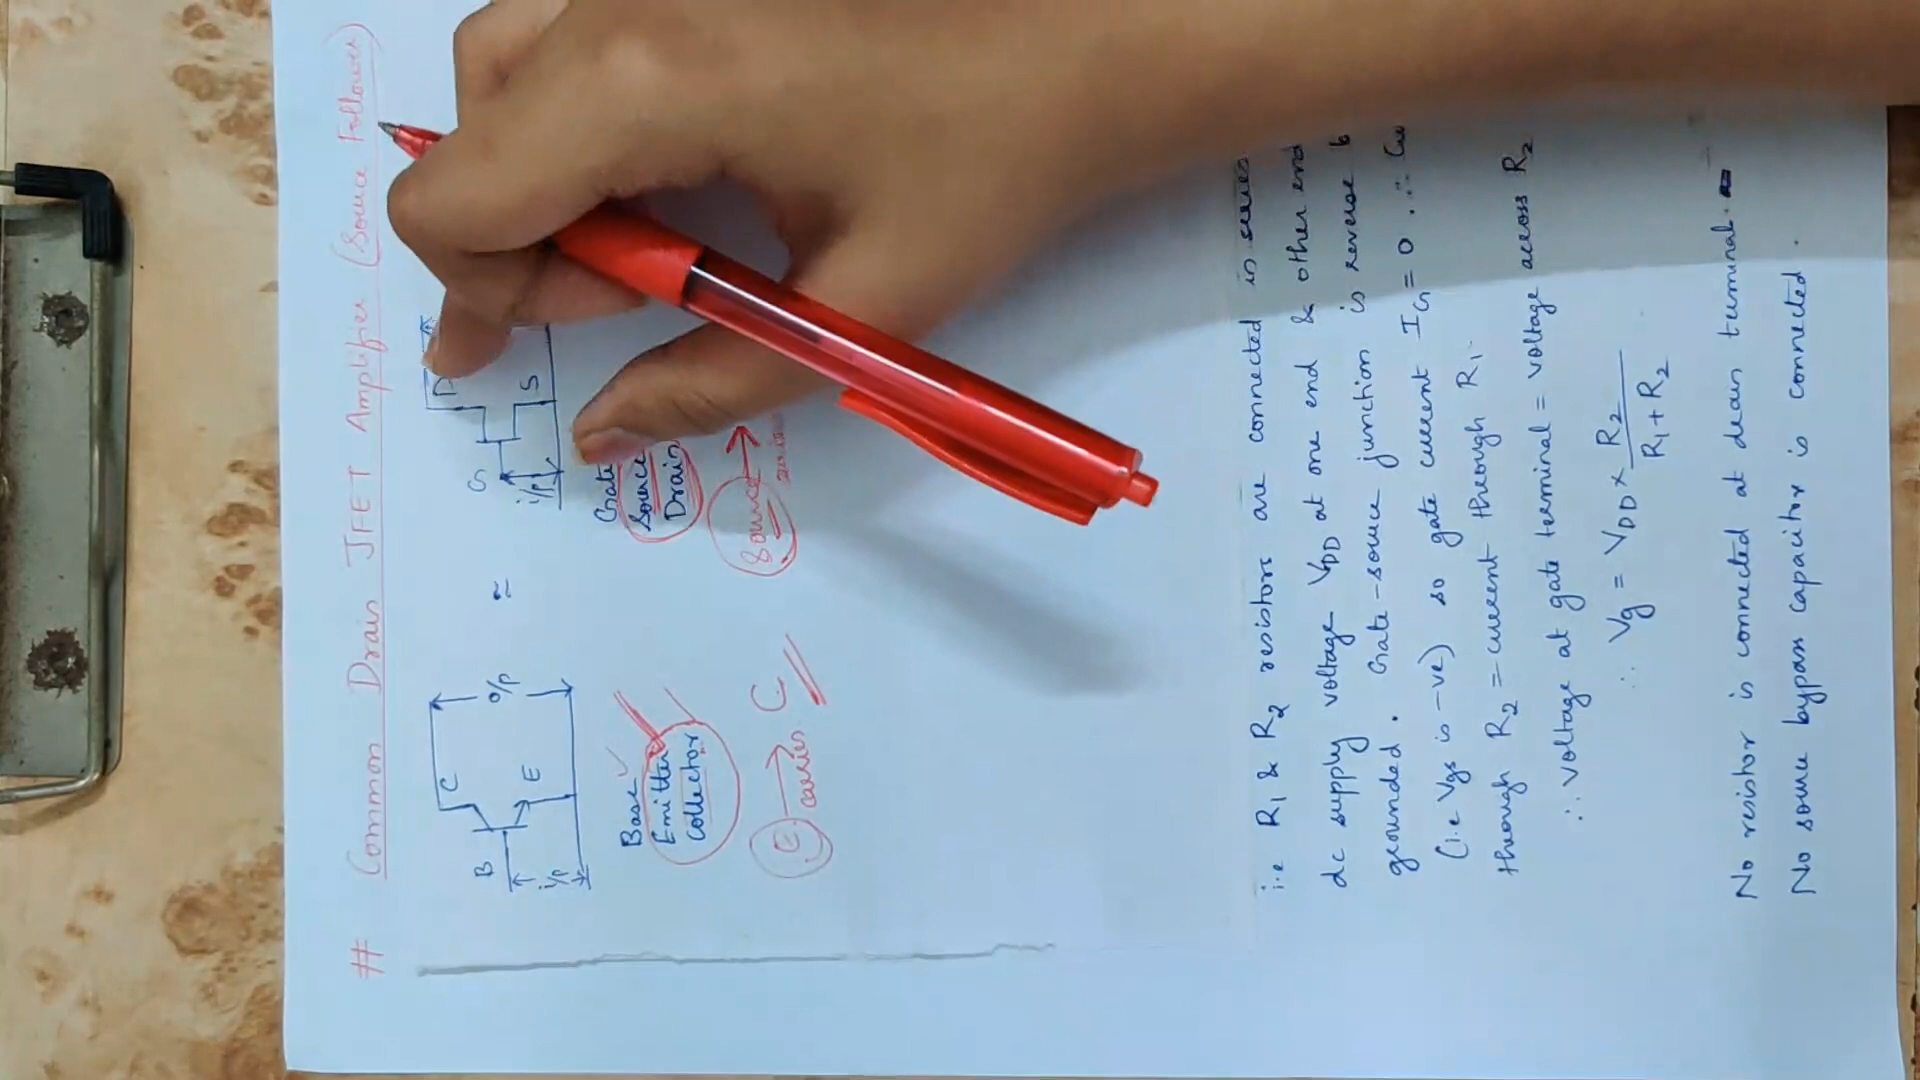 # Common Drain JFET Amplifier (Source Follower)
B
C
E
i/p
o/p
≅
G
D
S
i/p
Base
Emitter
Collector
Gate
Source
Drain
E → C
carries
Source →
i.e R1 & R2 resistors are connected in series
dc supply voltage VDD at one end & other end
grounded. Gate-source junction is reverse b
(i.e Vgs is -ve) so gate current IG = 0 ∴ Cu
through R2 = current through R1.
∴ voltage at gate terminal = voltage across R2
∴ Vg = VDD × R2 / R1 + R2
No resistor is connected at drain terminal.
No source bypass capacitor is connected.